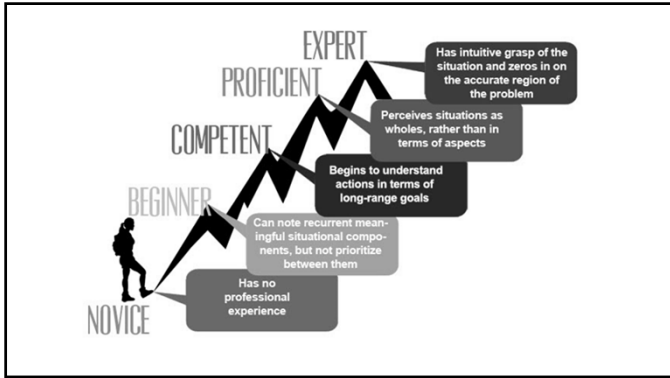 EXPERT
Has intuitive grasp of the
situation and zeros in on
the accurate region of
the problem
PROFICIENT
Perceives situations as
wholes, rather than in
terms of aspects
COMPETENT
Begins to understand
actions in terms of
long-range goals
BEGINNER
Can note recurrent mean-
ingful situational compo-
nents, but not prioritize
between them
NOVICE
Has no
professional
experience